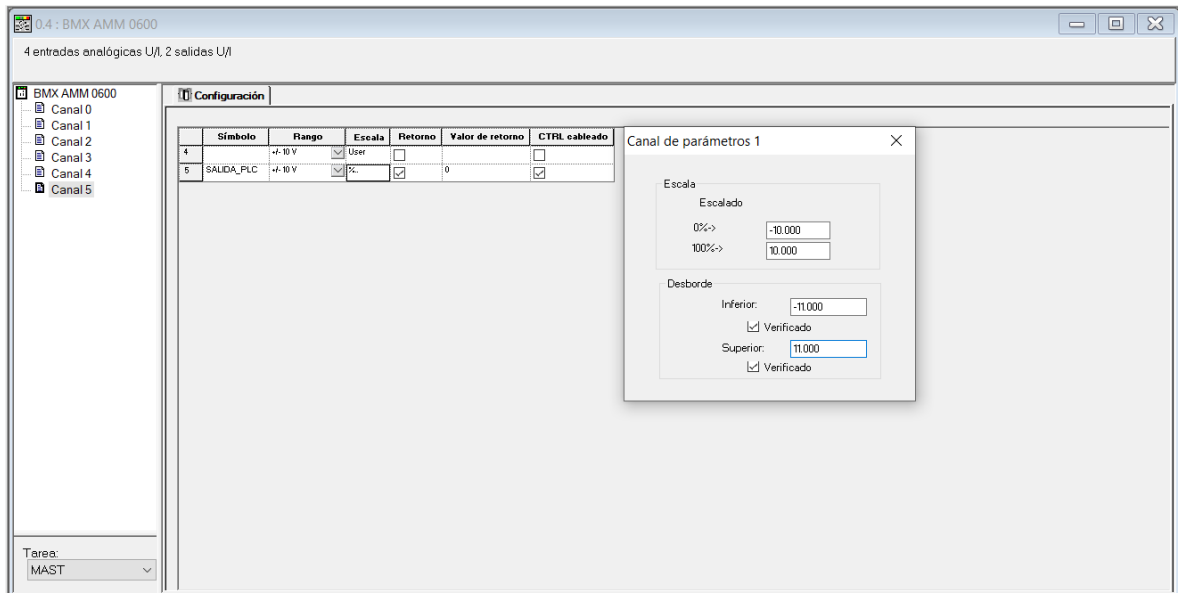 0.4 : BMX AMM 0600
4 entradas analógicas U/I, 2 salidas U/I
BMX AMM 0600
Canal 0
Canal 1
Canal 2
Canal 3
Canal 4
Canal 5
Configuración
Símbolo Rango Escala Retorno Valor de retorno CTRL cableado
4 +/- 10 V User
5 SALIDA_PLC +/- 10 V %.. 0
Canal de parámetros 1
Escala
Escalado
0%-> -10.000
100%-> 10.000
Desborde
Inferior: -11.000
Verificado
Superior: 11.000
Verificado
Tarea:
MAST